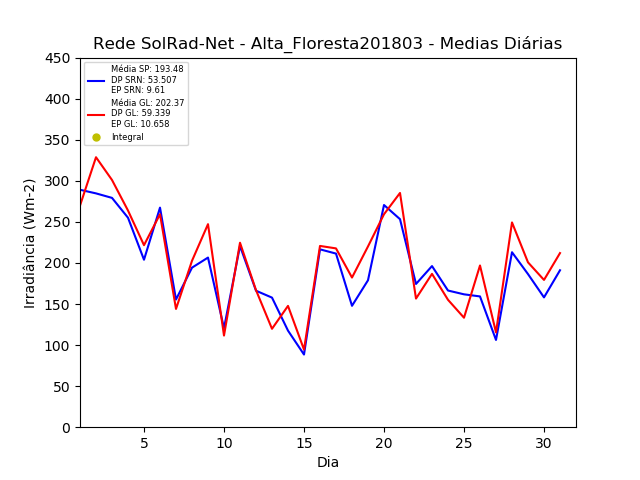 Rede SolRad-Net - Alta_Floresta201803 - Medias Diárias
Irradiância (Wm-2)
450
400
350
300
250
200
150
100
50
0
Média SP: 193.48
DP SRN: 53.507
EP SRN: 9.61
Média GL: 202.37
DP GL: 59.339
EP GL: 10.658
Integral
5
10
15
20
25
30
Dia